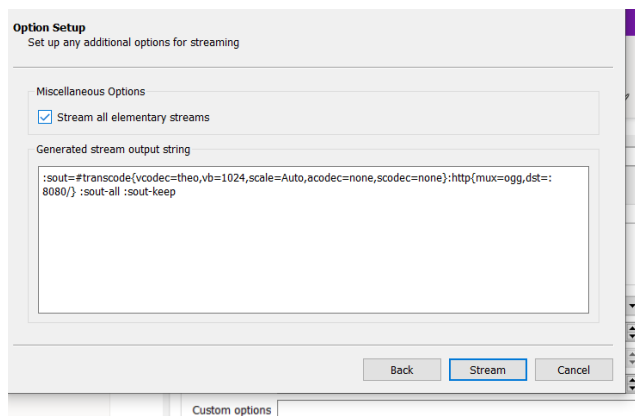 Option Setup
Set up any additional options for streaming
Miscellaneous Options
Stream all elementary streams
Generated stream output string
:sout=#transcode{vcodec=theo,vb=1024,scale=Auto,acodec=none,scodec=none}:http{mux=ogg,dst=:
8080/} :sout-all :sout-keep
Back
Stream
Cancel
Custom options